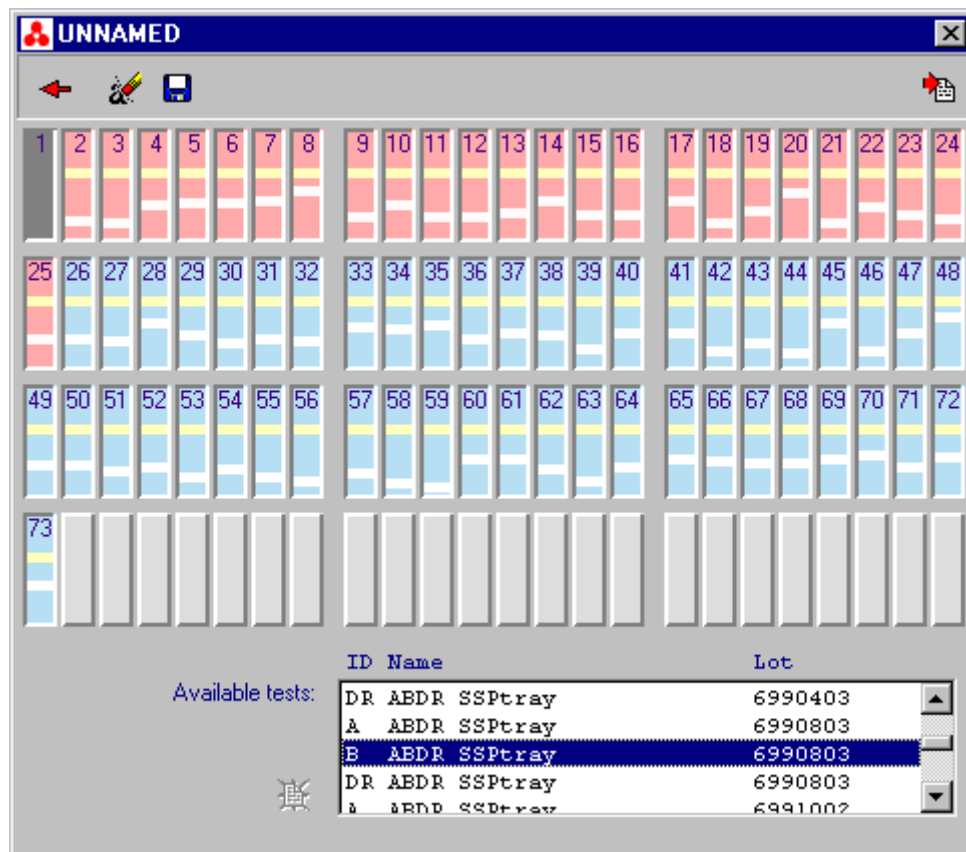 UNNAMED
1 2 3 4 5 6 7 8 9 10 11 12 13 14 15 16 17 18 19 20 21 22 23 24
25 26 27 28 29 30 31 32 33 34 35 36 37 38 39 40 41 42 43 44 45 46 47 48
49 50 51 52 53 54 55 56 57 58 59 60 61 62 63 64 65 66 67 68 69 70 71 72
73
ID Name Lot
Available tests:
DR ABDR SSPtray 6990403
A ABDR SSPtray 6990803
B ABDR SSPtray 6990803
DR ABDR SSPtray 6990803
A ABDR SSPtray 6991002